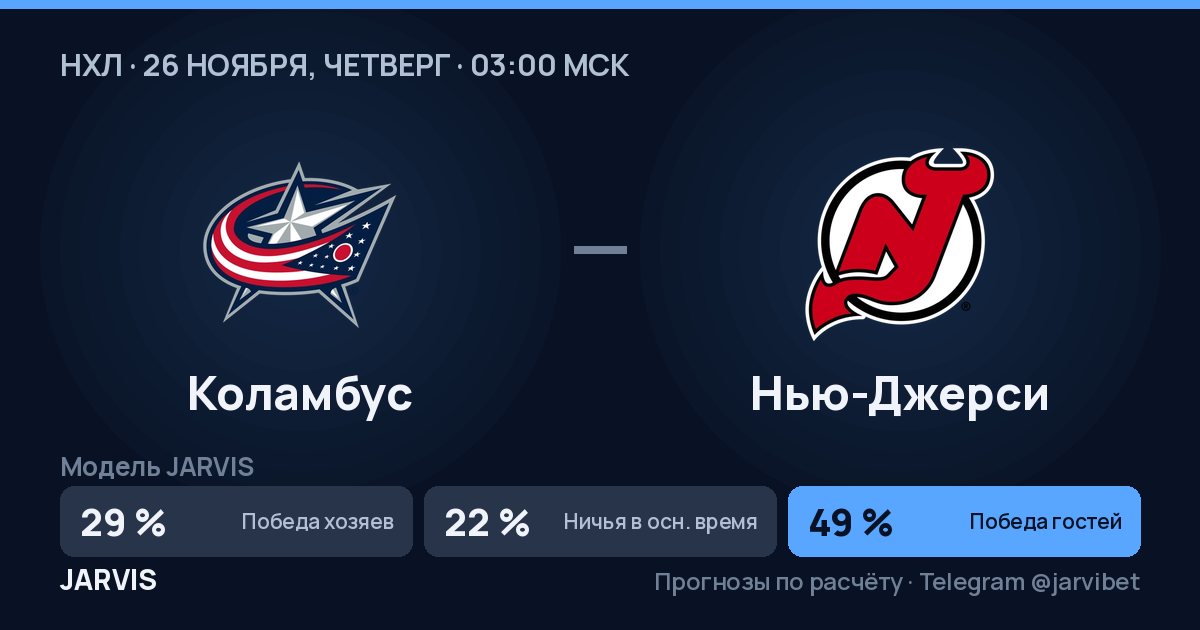 НХЛ · 26 НОЯБРЯ, ЧЕТВЕРГ · 03:00 МСК
Коламбус
Нью-Джерси
Модель JARVIS
29 % Победа хозяев
22 % Ничья в осн. время
49 % Победа гостей
JARVIS
Прогнозы по расчёту · Telegram @jarvibet